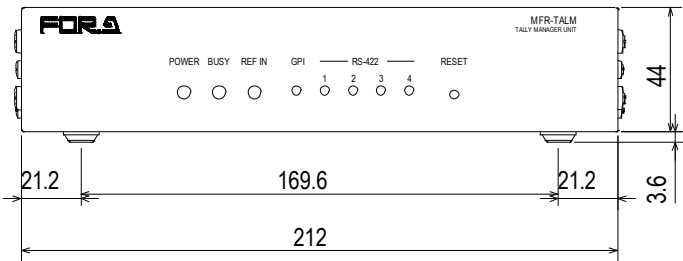 FOR.A
MFR-TALM
TALLY MANAGER UNIT
POWER BUSY REF IN GPI RS-422 RESET
1 2 3 4
44
21.2 169.6 21.2
3.6
212